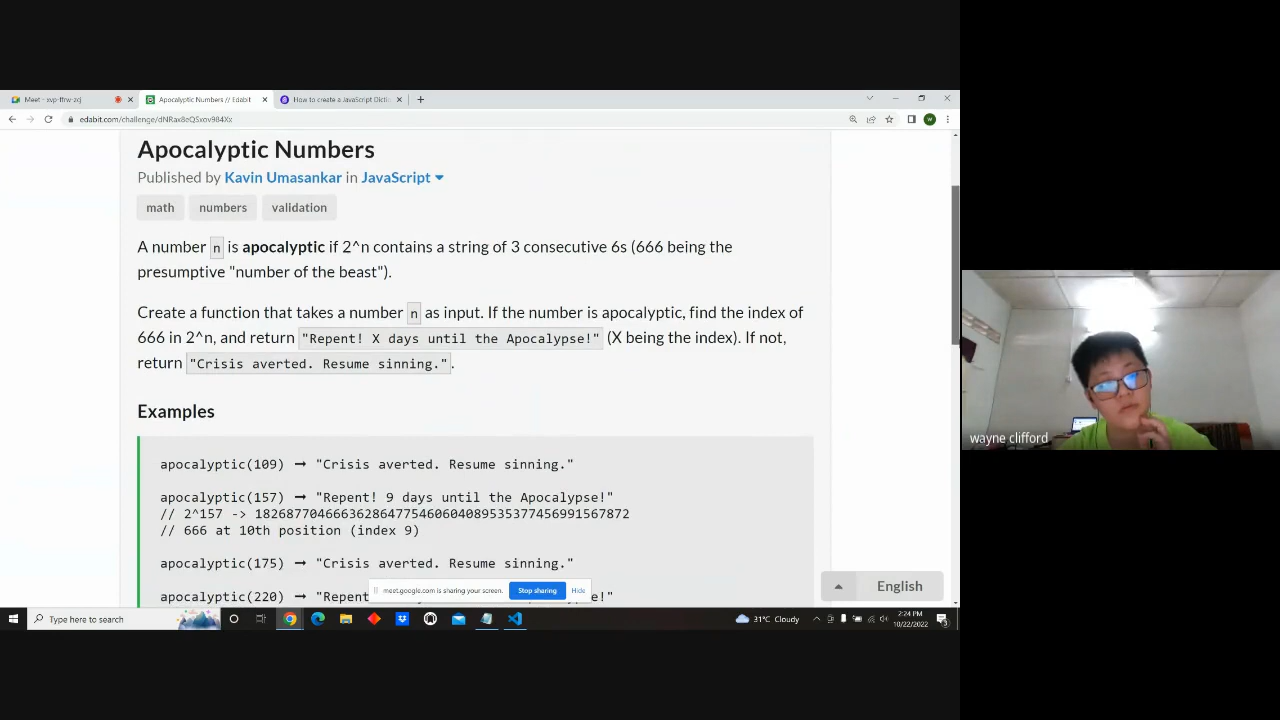 Meet - xvp-ffrw-zcj
Apocalyptic Numbers // Edabit
How to create a JavaScript Dictic
edabit.com/challenge/dNRax8eQSxov984Xx
Apocalyptic Numbers
Published by Kavin Umasankar in JavaScript
math numbers validation
A number n is apocalyptic if 2^n contains a string of 3 consecutive 6s (666 being the
presumptive "number of the beast").
Create a function that takes a number n as input. If the number is apocalyptic, find the index of
666 in 2^n, and return "Repent! X days until the Apocalypse!" (X being the index). If not,
return "Crisis averted. Resume sinning.".
Examples
apocalyptic(109) ➞ "Crisis averted. Resume sinning."
apocalyptic(157) ➞ "Repent! 9 days until the Apocalypse!"
// 2^157 -> 182687704666362864775460604089535377456991567872
// 666 at 10th position (index 9)
apocalyptic(175) ➞ "Crisis averted. Resume sinning."
apocalyptic(220) ➞ "Repent
meet.google.com is sharing your screen. Stop sharing Hide
English
wayne clifford
Type here to search
31°C Cloudy
2:24 PM
10/22/2022